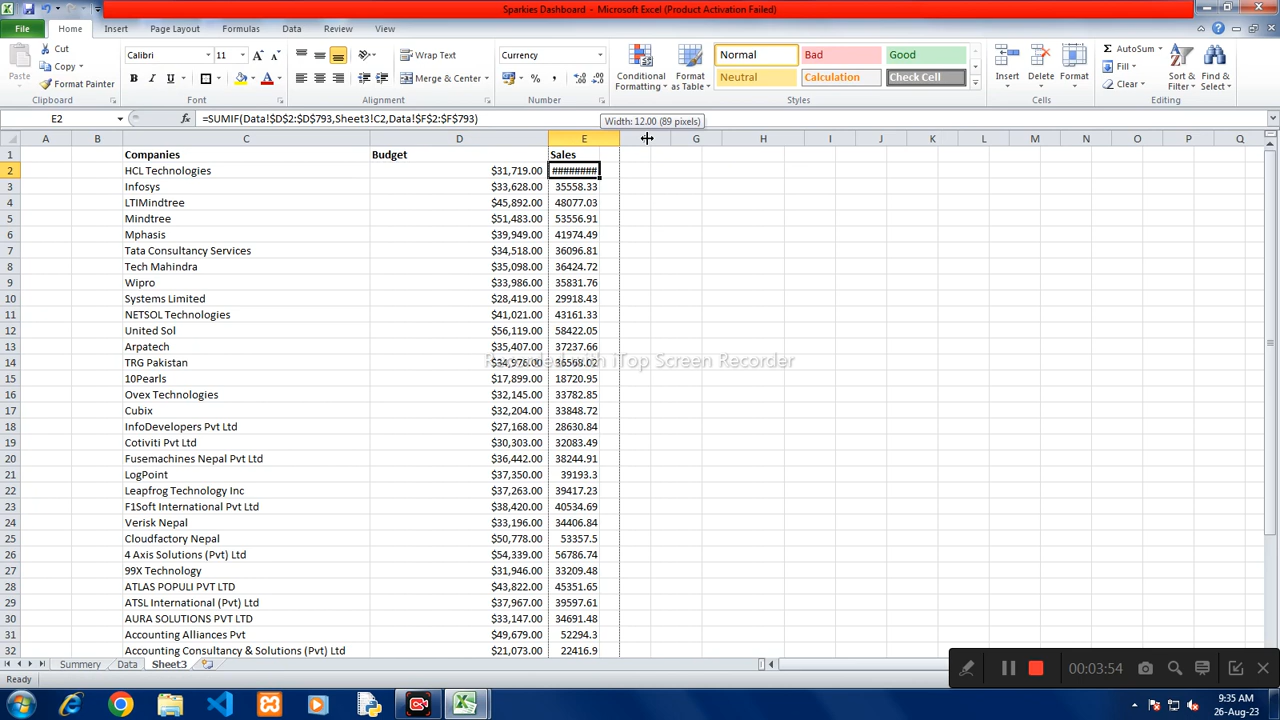 Sparkies Dashboard - Microsoft Excel (Product Activation Failed)
File Home Insert Page Layout Formulas Data Review View
Cut
Copy
Format Painter
Paste
Clipboard
Calibri 11
B I U
Font
Wrap Text
Merge & Center
Alignment
Currency
$ % ,
Number
Conditional Formatting
Format as Table
Normal Bad Good
Neutral Calculation Check Cell
Styles
Insert Delete Format
Cells
AutoSum
Fill
Clear
Sort & Filter
Find & Select
Editing
E2 fx =SUMIF(Data!$D$2:$D$793,Sheet3!C2,Data!$F$2:$F$793)
Width: 12.00 (89 pixels)
A B C D E G H I J K L M N O P Q
1 Companies Budget Sales
2 HCL Technologies $31,719.00 ########
3 Infosys $33,628.00 35558.33
4 LTIMindtree $45,892.00 48077.03
5 Mindtree $51,483.00 53556.91
6 Mphasis $39,949.00 41974.49
7 Tata Consultancy Services $34,518.00 36096.81
8 Tech Mahindra $35,098.00 36424.72
9 Wipro $33,986.00 35831.76
10 Systems Limited $28,419.00 29918.43
11 NETSOL Technologies $41,021.00 43161.33
12 United Sol $56,119.00 58422.05
13 Arpatech $35,407.00 37237.66
14 TRG Pakistan $34,976.00 36568.02
Recorded with iTop Screen Recorder
15 10Pearls $17,899.00 18720.95
16 Ovex Technologies $32,145.00 33782.85
17 Cubix $32,204.00 33848.72
18 InfoDevelopers Pvt Ltd $27,168.00 28630.84
19 Cotiviti Pvt Ltd $30,303.00 32083.49
20 Fusemachines Nepal Pvt Ltd $36,442.00 38244.91
21 LogPoint $37,350.00 39193.3
22 Leapfrog Technology Inc $37,263.00 39417.23
23 F1Soft International Pvt Ltd $38,420.00 40534.69
24 Verisk Nepal $33,196.00 34406.84
25 Cloudfactory Nepal $50,778.00 53357.5
26 4 Axis Solutions (Pvt) Ltd $54,339.00 56786.74
27 99X Technology $31,946.00 33209.48
28 ATLAS POPULI PVT LTD $43,822.00 45351.65
29 ATSL International (Pvt) Ltd $37,967.00 39597.61
30 AURA SOLUTIONS PVT LTD $33,147.00 34691.48
31 Accounting Alliances Pvt $49,679.00 52294.3
32 Accounting Consultancy & Solutions (Pvt) Ltd $21,073.00 22416.9
Summary Data Sheet3
Ready
00:03:54
9:35 AM
26-Aug-23